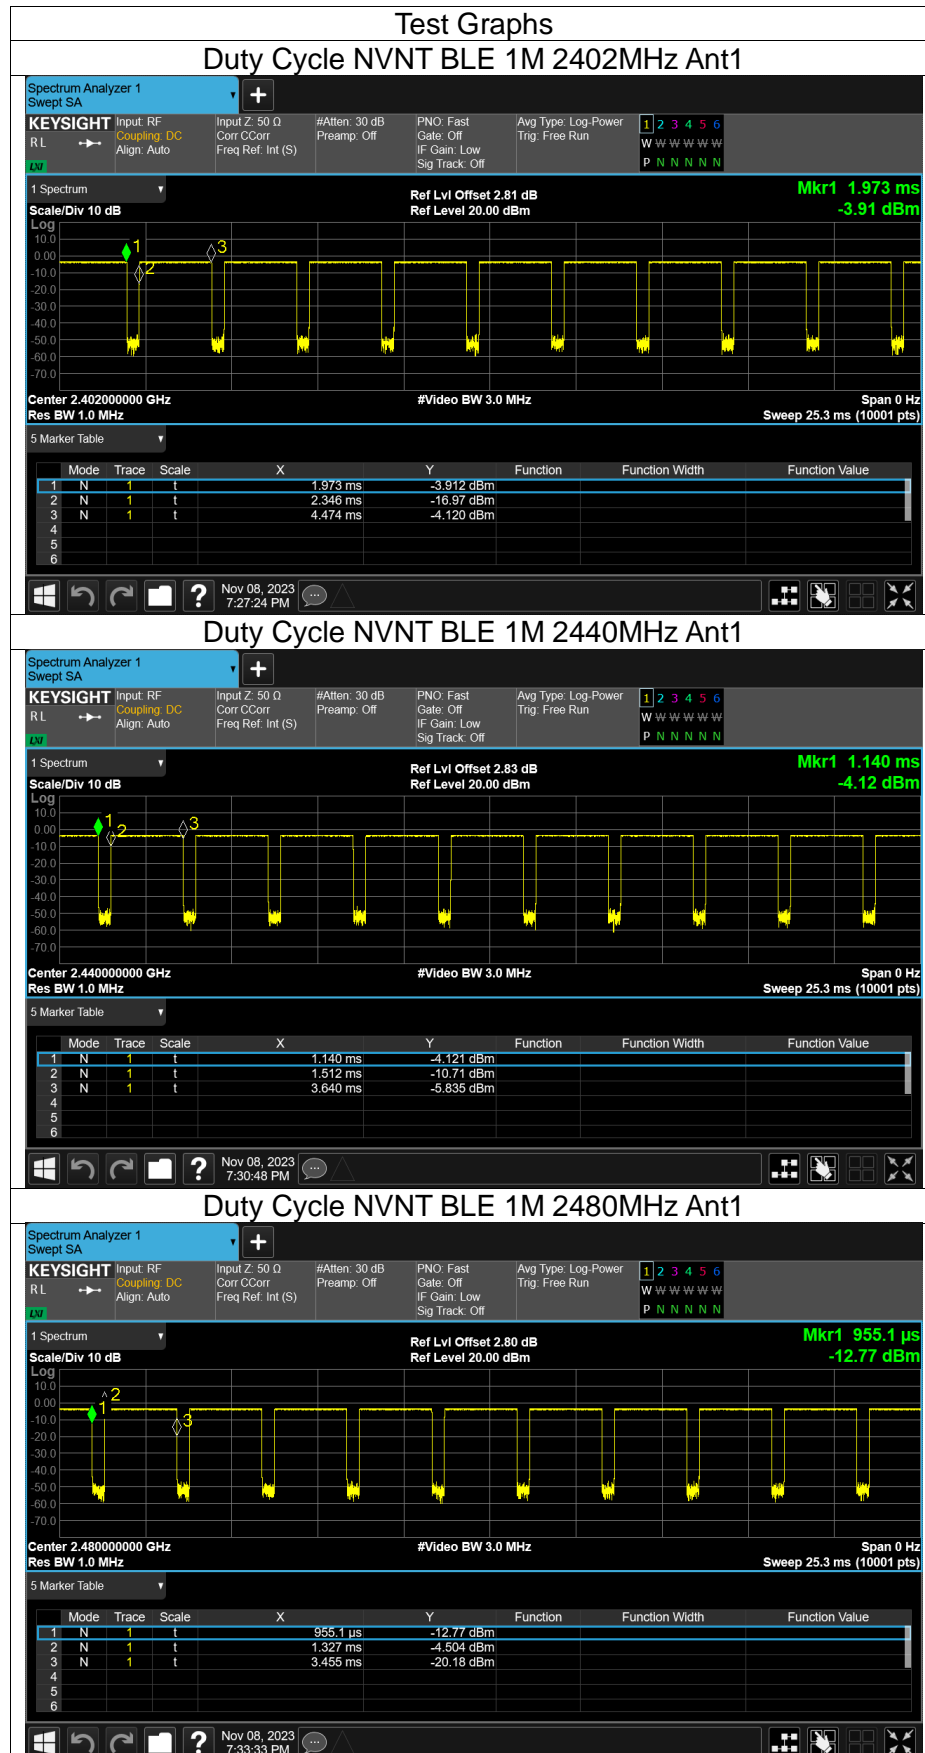 Test Graphs
Duty Cycle NVNT BLE 1M 2402MHz Ant1
Spectrum Analyzer 1
Swept SA
+
KEYSIGHT Input: RF Input Z: 50 Ω #Atten: 30 dB PNO: Fast Avg Type: Log-Power 1 2 3 4 5 6
RL Coupling: DC Corr CCorr Preamp: Off Gate: Off Trig: Free Run W W W W W W
Align: Auto Freq Ref: Int (S) IF Gain: Low
LXI Sig Track: Off P N N N N N
1 Spectrum Ref Lvl Offset 2.81 dB Mkr1 1.973 ms
Scale/Div 10 dB Ref Level 20.00 dBm -3.91 dBm
Log
10.0
0.00
-10.0
-20.0
-30.0
-40.0
-50.0
-60.0
-70.0
1
2
3
Center 2.402000000 GHz #Video BW 3.0 MHz Span 0 Hz
Res BW 1.0 MHz Sweep 25.3 ms (10001 pts)
5 Marker Table
Mode Trace Scale X Y Function Function Width Function Value
1 N 1 t 1.973 ms -3.912 dBm
2 N 1 t 2.346 ms -16.97 dBm
3 N 1 t 4.474 ms -4.120 dBm
4
5
6
? Nov 08, 2023
7:27:24 PM
Duty Cycle NVNT BLE 1M 2440MHz Ant1
Spectrum Analyzer 1
Swept SA
+
KEYSIGHT Input: RF Input Z: 50 Ω #Atten: 30 dB PNO: Fast Avg Type: Log-Power 1 2 3 4 5 6
RL Coupling: DC Corr CCorr Preamp: Off Gate: Off Trig: Free Run W W W W W W
Align: Auto Freq Ref: Int (S) IF Gain: Low
LXI Sig Track: Off P N N N N N
1 Spectrum Ref Lvl Offset 2.83 dB Mkr1 1.140 ms
Scale/Div 10 dB Ref Level 20.00 dBm -4.12 dBm
Log
10.0
0.00
-10.0
-20.0
-30.0
-40.0
-50.0
-60.0
-70.0
1
2
3
Center 2.440000000 GHz #Video BW 3.0 MHz Span 0 Hz
Res BW 1.0 MHz Sweep 25.3 ms (10001 pts)
5 Marker Table
Mode Trace Scale X Y Function Function Width Function Value
1 N 1 t 1.140 ms -4.121 dBm
2 N 1 t 1.512 ms -10.71 dBm
3 N 1 t 3.640 ms -5.835 dBm
4
5
6
? Nov 08, 2023
7:30:48 PM
Duty Cycle NVNT BLE 1M 2480MHz Ant1
Spectrum Analyzer 1
Swept SA
+
KEYSIGHT Input: RF Input Z: 50 Ω #Atten: 30 dB PNO: Fast Avg Type: Log-Power 1 2 3 4 5 6
RL Coupling: DC Corr CCorr Preamp: Off Gate: Off Trig: Free Run W W W W W W
Align: Auto Freq Ref: Int (S) IF Gain: Low
LXI Sig Track: Off P N N N N N
1 Spectrum Ref Lvl Offset 2.80 dB Mkr1 955.1 µs
Scale/Div 10 dB Ref Level 20.00 dBm -12.77 dBm
Log
10.0
0.00
-10.0
-20.0
-30.0
-40.0
-50.0
-60.0
-70.0
1
2
3
Center 2.480000000 GHz #Video BW 3.0 MHz Span 0 Hz
Res BW 1.0 MHz Sweep 25.3 ms (10001 pts)
5 Marker Table
Mode Trace Scale X Y Function Function Width Function Value
1 N 1 t 955.1 µs -12.77 dBm
2 N 1 t 1.327 ms -4.504 dBm
3 N 1 t 3.455 ms -20.18 dBm
4
5
6
? Nov 08, 2023
7:33:33 PM